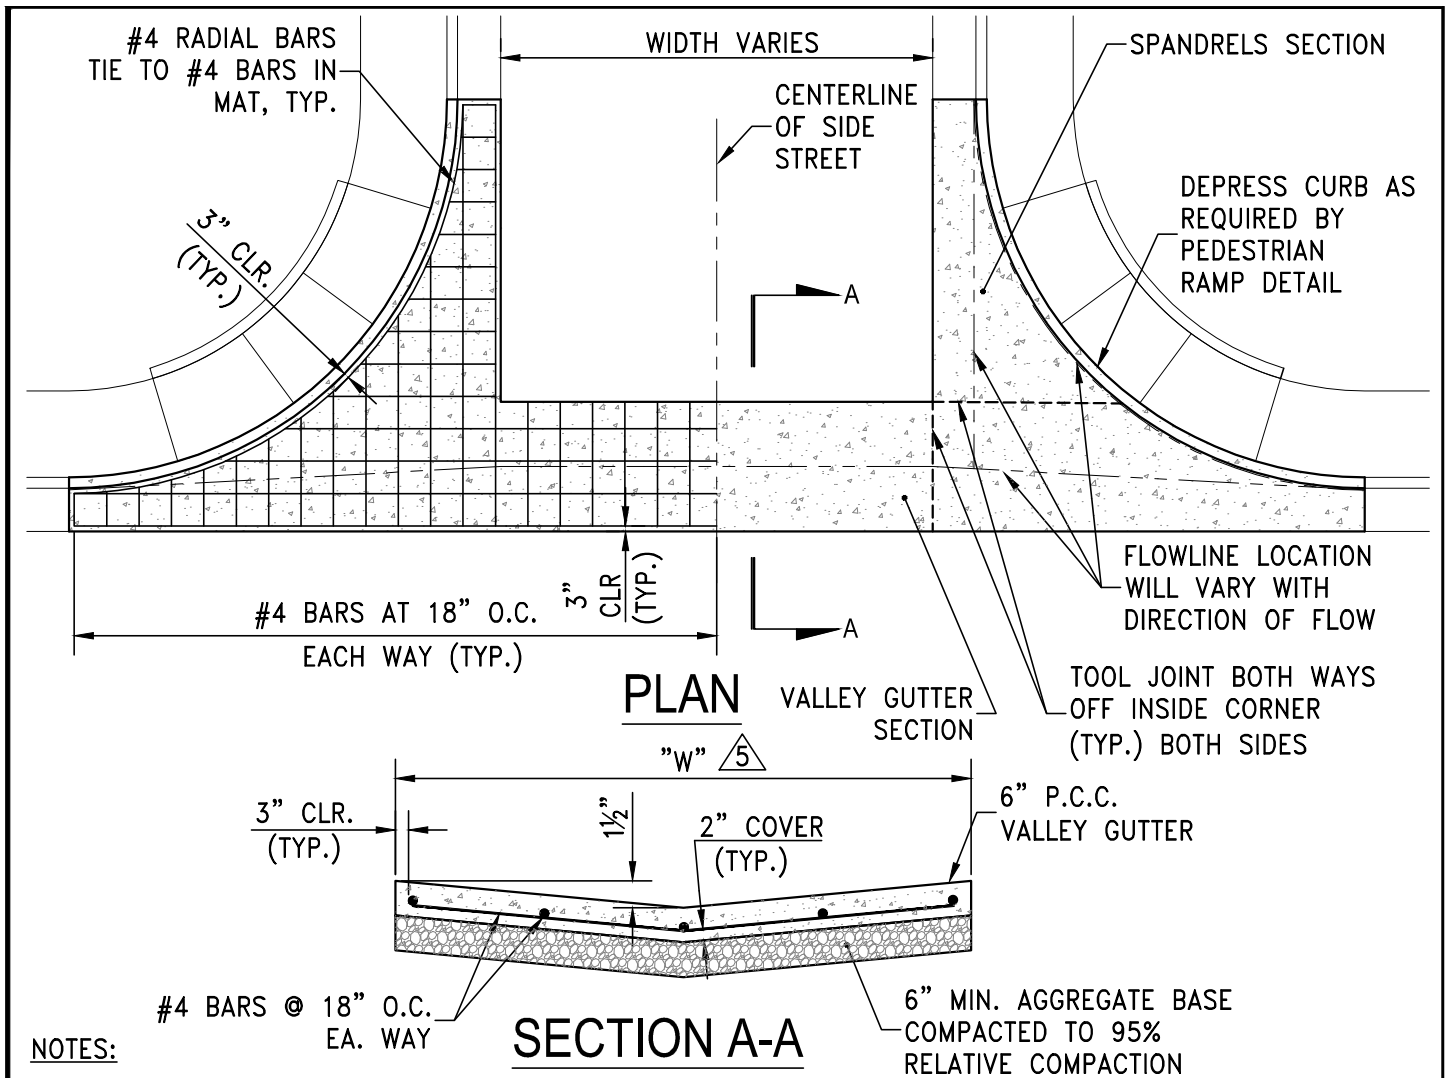 #4 RADIAL BARS
TIE TO #4 BARS IN
MAT, TYP.
WIDTH VARIES
CENTERLINE
OF SIDE
STREET
SPANDRELS SECTION
DEPRESS CURB AS
REQUIRED BY
PEDESTRIAN
RAMP DETAIL
3" CLR.
(TYP.)
A
A
FLOWLINE LOCATION
WILL VARY WITH
DIRECTION OF FLOW
#4 BARS AT 18" O.C.
EACH WAY (TYP.)
3"
CLR
(TYP.)
TOOL JOINT BOTH WAYS
OFF INSIDE CORNER
(TYP.) BOTH SIDES
VALLEY GUTTER
SECTION
PLAN
"W" 5
3" CLR.
(TYP.)
1½"
2" COVER
(TYP.)
6" P.C.C.
VALLEY GUTTER
#4 BARS @ 18" O.C.
EA. WAY
6" MIN. AGGREGATE BASE
COMPACTED TO 95%
RELATIVE COMPACTION
SECTION A-A
NOTES: